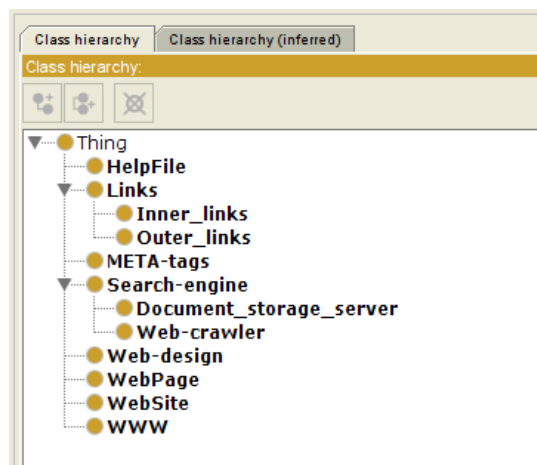 Class hierarchy Class hierarchy (inferred)
Class hierarchy:
Thing
HelpFile
Links
Inner_links
Outer_links
META-tags
Search-engine
Document_storage_server
Web-crawler
Web-design
WebPage
WebSite
WWW